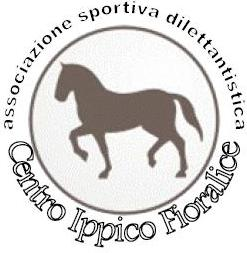 associazione sportiva dilettantistica
Centro Ippico Fioralice